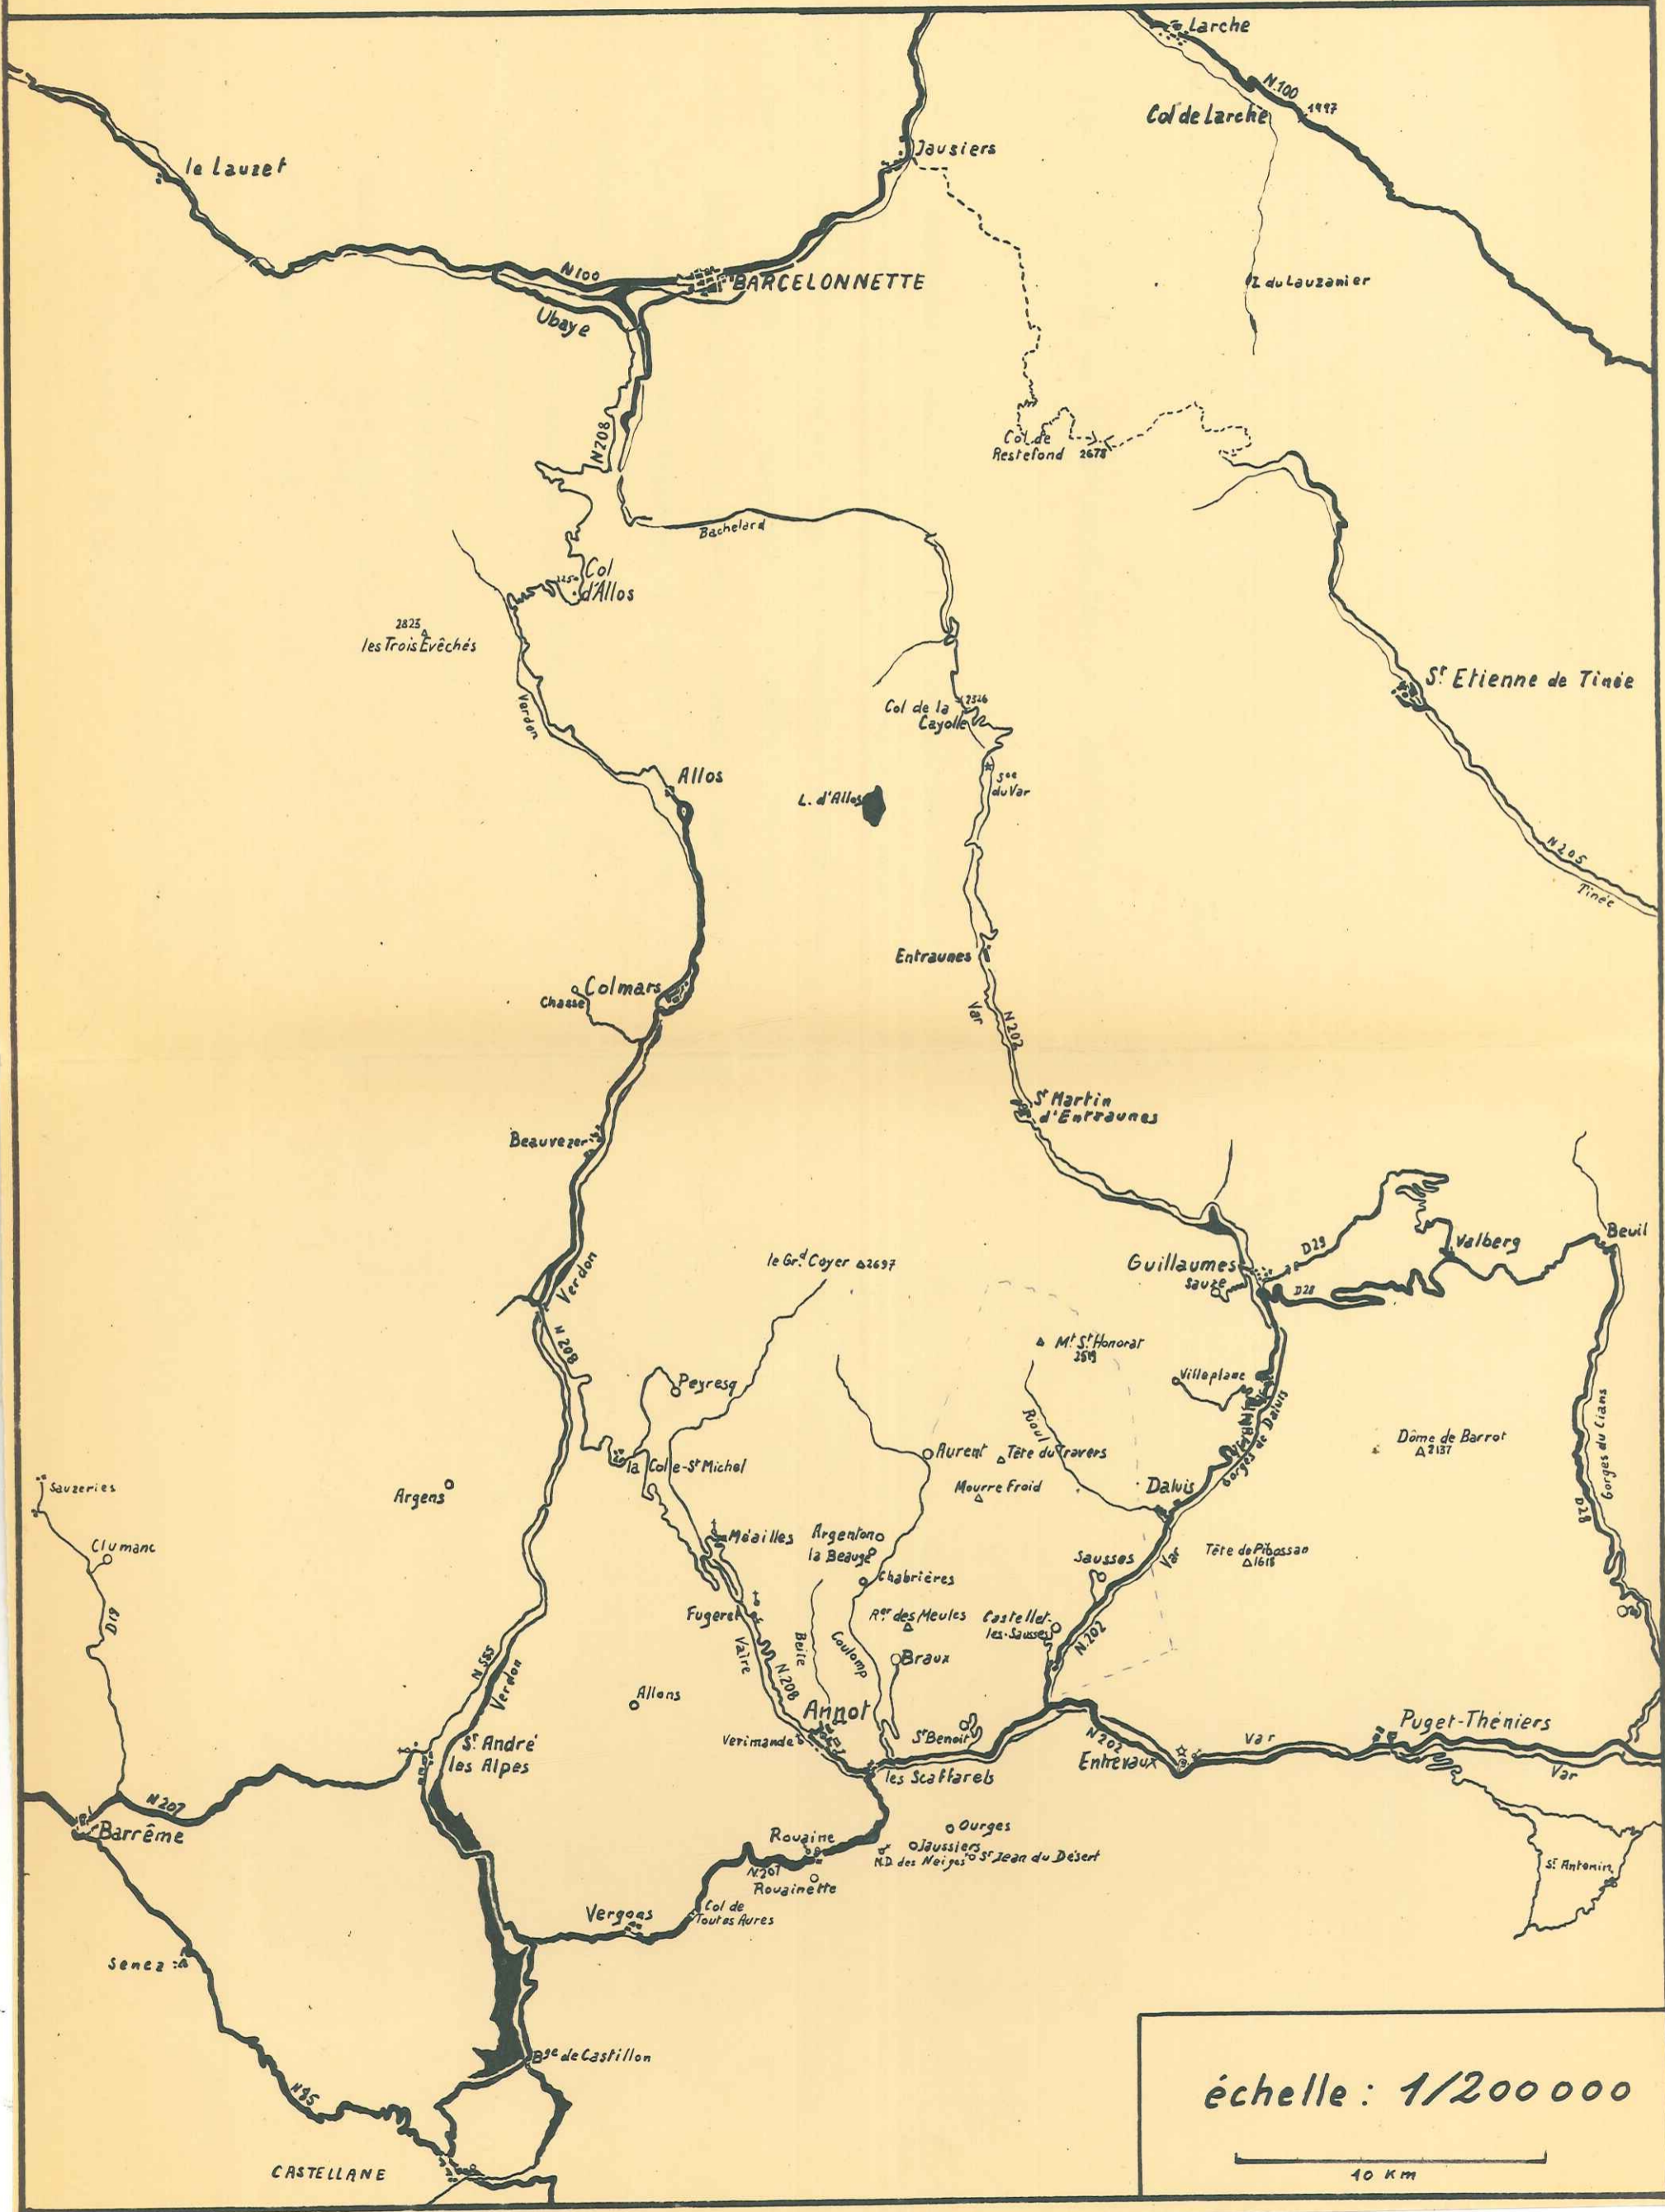 Larche
N.100
Col de Larche
1997
Jausiers
le Lauzet
N100
BARCELONNETTE
Ubaye
L du Lauzanier
N208
Col de
Restefond 2678
Bachelard
Col
d'Allos
2823
les Trois Evêchés
Verdon
St Etienne de Tinée
Col de la
Cayolle
2326
Allos
Sce
du Var
L. d'Allos
N205
Tinée
Entraunes
Colmars
Chasse
Var
N202
St Martin
d'Entraunes
Beauvezer
Beuil
Valberg
D29
Guillaumes
Sauze
D28
le Grd Coyer 2697
Verdon
N 208
Mt St Honorat
Peyresq
Villeplane
Gorges de Daluis
Rioul
Gorges du Cians
D28
Dôme de Barrot
2137
Aurent
Tête du Travers
la Colle-St Michel
Mourre Froid
Daluis
Sauzeries
Argens
Clumanc
Méailles
Argenton
la Beauge
Sausses
Var
Tête de Pibossan
1618
Chabrières
D19
Fugeret
Rer des Meules
Castellet-
les-Sausses
N.202
Vaïre
Beïte
Coulomp
Braux
N.208
N 555
Verdon
Allons
Annot
Verimande
St Benoit
N202
Entrevaux
Var
Puget-Théniers
Var
St André
les Alpes
les Scaffarels
N207
Barrême
Ourges
Rouaine
Jaussiers
N.D. des Neiges
St Jean du Désert
N207
Rouainette
St Antonin
Vergons
Col de
Toutes Aures
Senez
Bge de Castillon
N85
CASTELLANE
échelle : 1/200000
10 Km